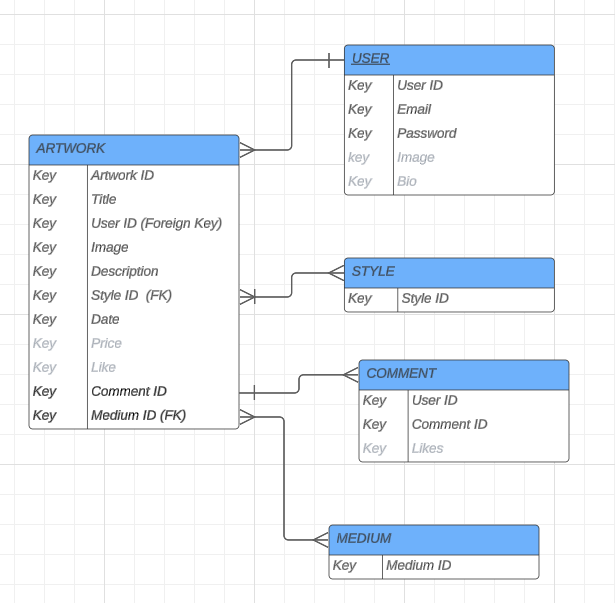 USER
Key User ID
Key Email
Key Password
key Image
Key Bio
ARTWORK
Key Artwork ID
Key Title
Key User ID (Foreign Key)
Key Image
Key Description
Key Style ID (FK)
Key Date
Key Price
Key Like
Key Comment ID
Key Medium ID (FK)
STYLE
Key Style ID
COMMENT
Key User ID
Key Comment ID
Key Likes
MEDIUM
Key Medium ID